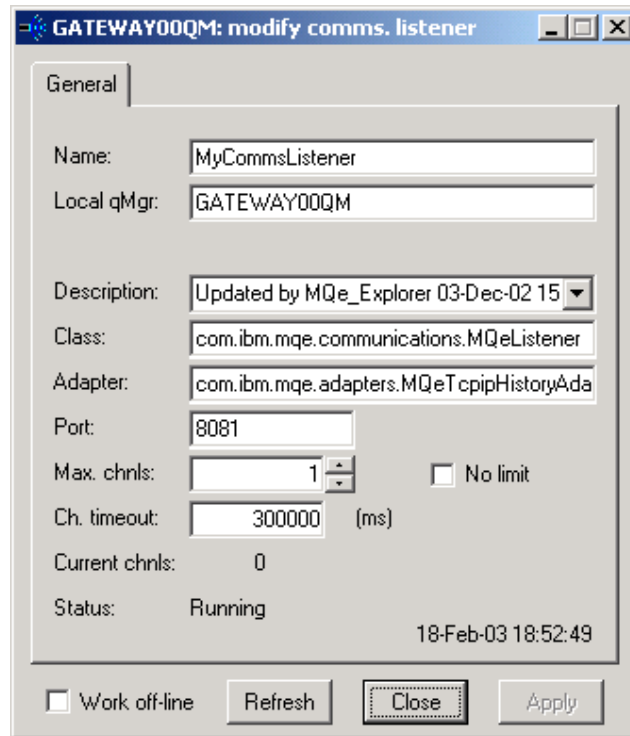 GATEWAY00QM: modify comms. listener
General
Name: MyCommsListener
Local qMgr: GATEWAY00QM
Description: Updated by MQe_Explorer 03-Dec-02 15
Class: com.ibm.mqe.communications.MQeListener
Adapter: com.ibm.mqe.adapters.MQeTcpipHistoryAda
Port: 8081
Max. chnls: 1 No limit
Ch. timeout: 300000 (ms)
Current chnls: 0
Status: Running
18-Feb-03 18:52:49
Work off-line Refresh Close Apply